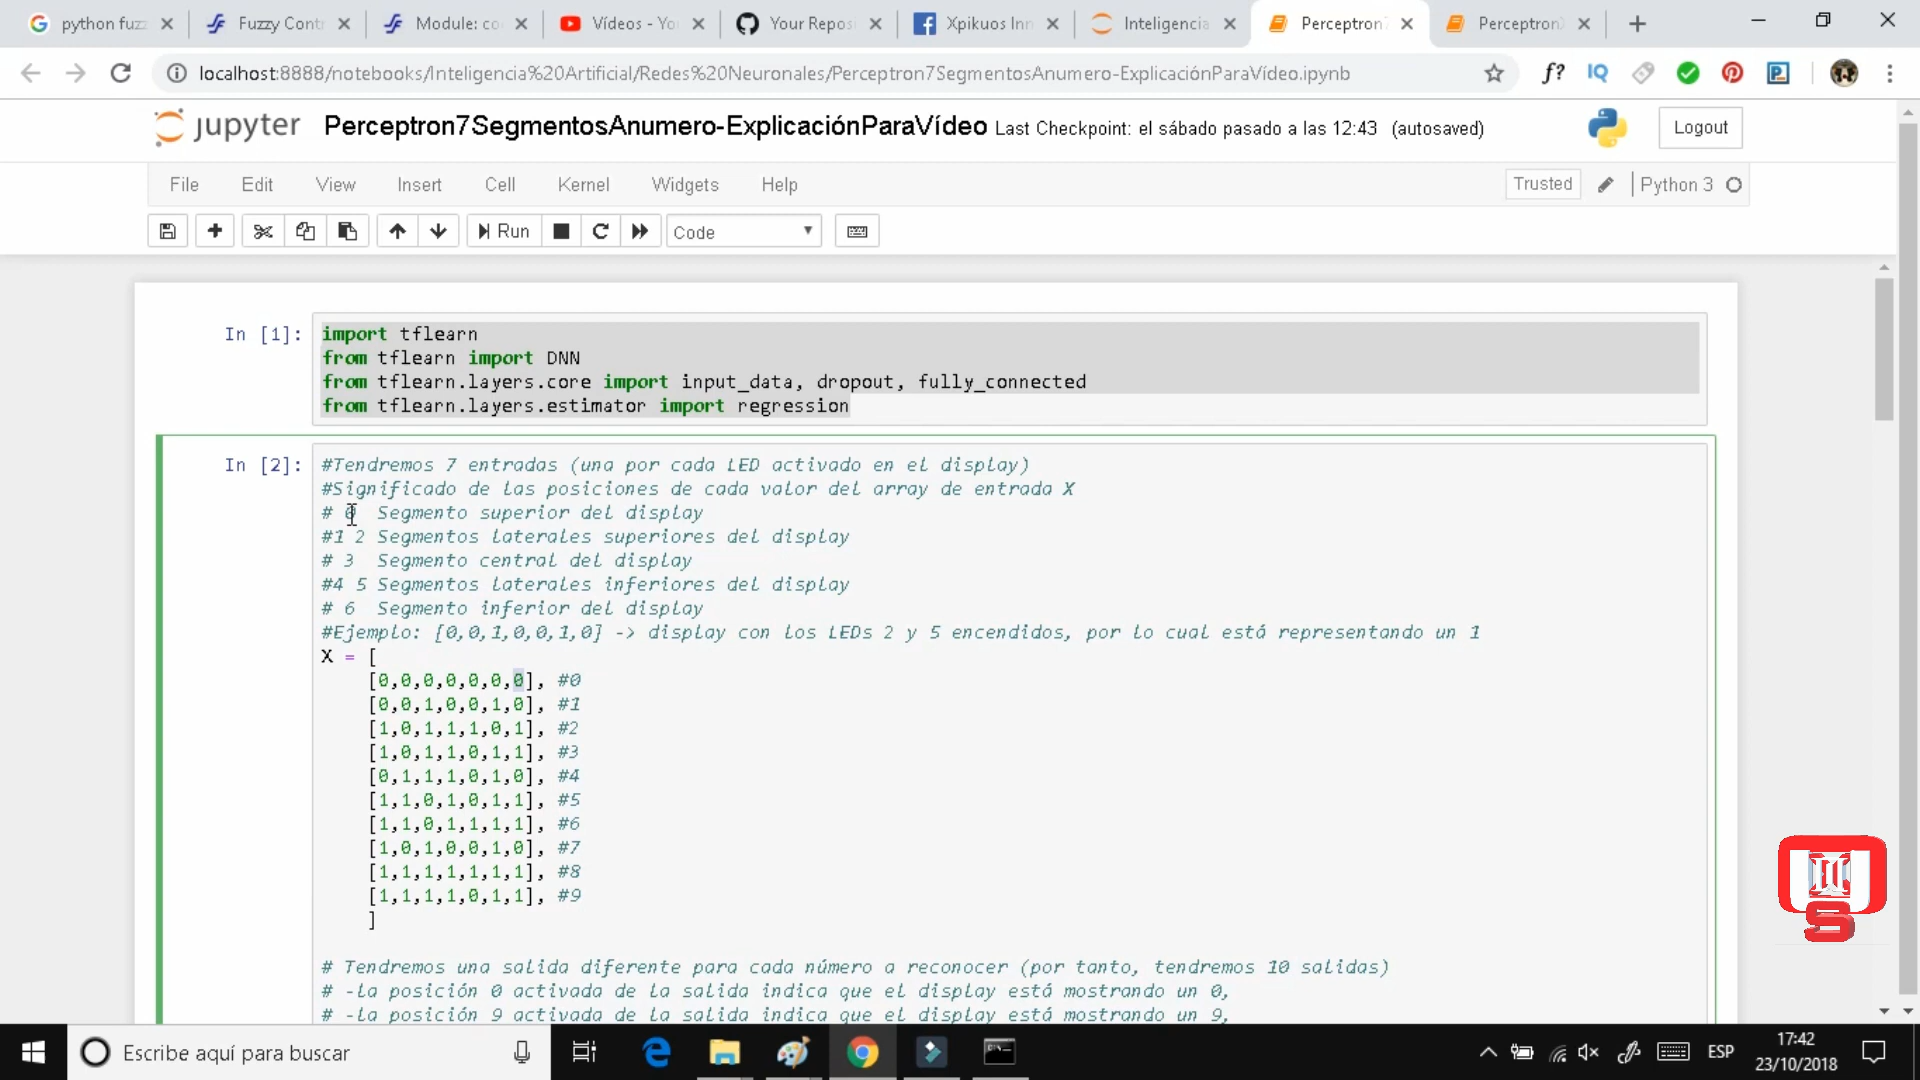 python fuzz
Fuzzy Contr
Module: co
Vídeos - Yo
Your Reposi
Xpikuos Inn
Inteligencia
Perceptron7
Perceptron
localhost:8888/notebooks/Inteligencia%20Artificial/Redes%20Neuronales/Perceptron7SegmentosAnumero-ExplicaciónParaVídeo.ipynb
f?
IQ
jupyter Perceptron7SegmentosAnumero-ExplicaciónParaVídeo Last Checkpoint: el sábado pasado a las 12:43 (autosaved)
Logout
File Edit View Insert Cell Kernel Widgets Help
Trusted
Python 3
Run
Code
In [1]:
import tflearn
from tflearn import DNN
from tflearn.layers.core import input_data, dropout, fully_connected
from tflearn.layers.estimator import regression
In [2]:
#Tendremos 7 entradas (una por cada LED activado en el display)
#Significado de las posiciones de cada valor del array de entrada X
# 0 Segmento superior del display
#1 2 Segmentos laterales superiores del display
# 3 Segmento central del display
#4 5 Segmentos laterales inferiores del display
# 6 Segmento inferior del display
#Ejemplo: [0,0,1,0,0,1,0] -> display con los LEDs 2 y 5 encendidos, por lo cual está representando un 1
X = [
[0,0,0,0,0,0,0], #0
[0,0,1,0,0,1,0], #1
[1,0,1,1,1,0,1], #2
[1,0,1,1,0,1,1], #3
[0,1,1,1,0,1,0], #4
[1,1,0,1,0,1,1], #5
[1,1,0,1,1,1,1], #6
[1,0,1,0,0,1,0], #7
[1,1,1,1,1,1,1], #8
[1,1,1,1,0,1,1], #9
]
# Tendremos una salida diferente para cada número a reconocer (por tanto, tendremos 10 salidas)
# -la posición 0 activada de la salida indica que el display está mostrando un 0,
# -la posición 9 activada de la salida indica que el display está mostrando un 9,
Escribe aquí para buscar
ESP
17:42
23/10/2018